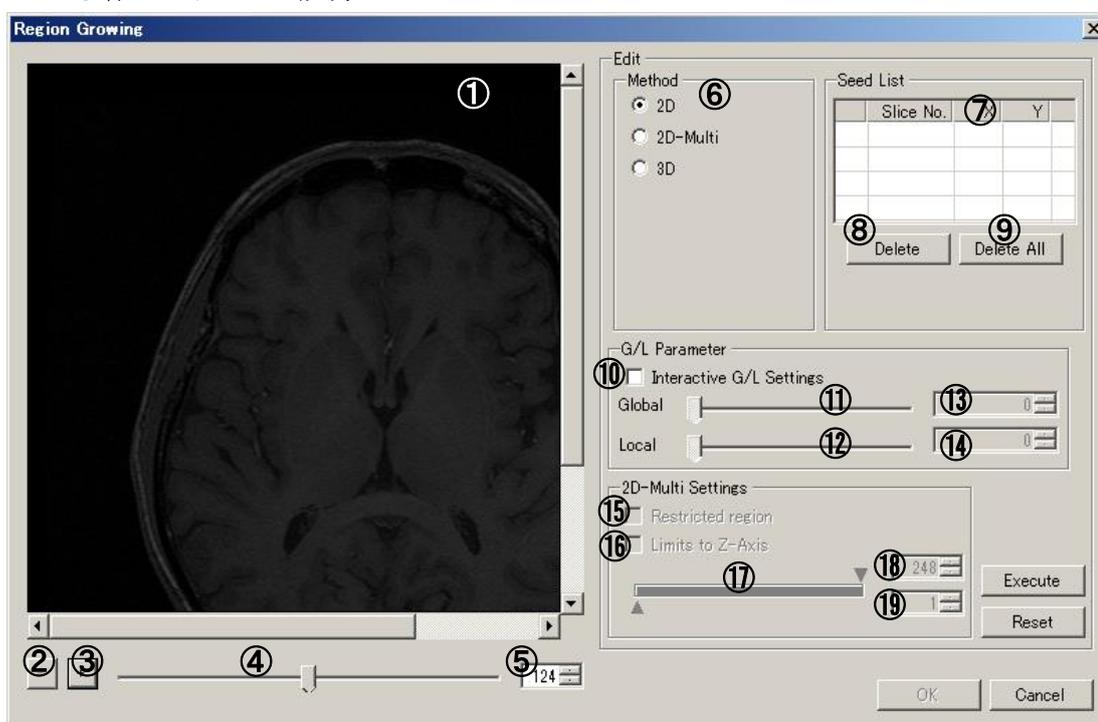 Region Growing
①
Edit
Method
⑥
2D
2D-Multi
3D
Seed List
Slice No.
⑦
X
Y
⑧
Delete
⑨
Delete All
G/L Parameter
⑩
Interactive G/L Settings
Global
⑪
⑬
0
Local
⑫
⑭
0
2D-Multi Settings
⑮
Restricted region
⑯
Limits to Z-Axis
⑰
⑱
248
⑲
1
Execute
Reset
②
③
④
⑤
124
OK
Cancel